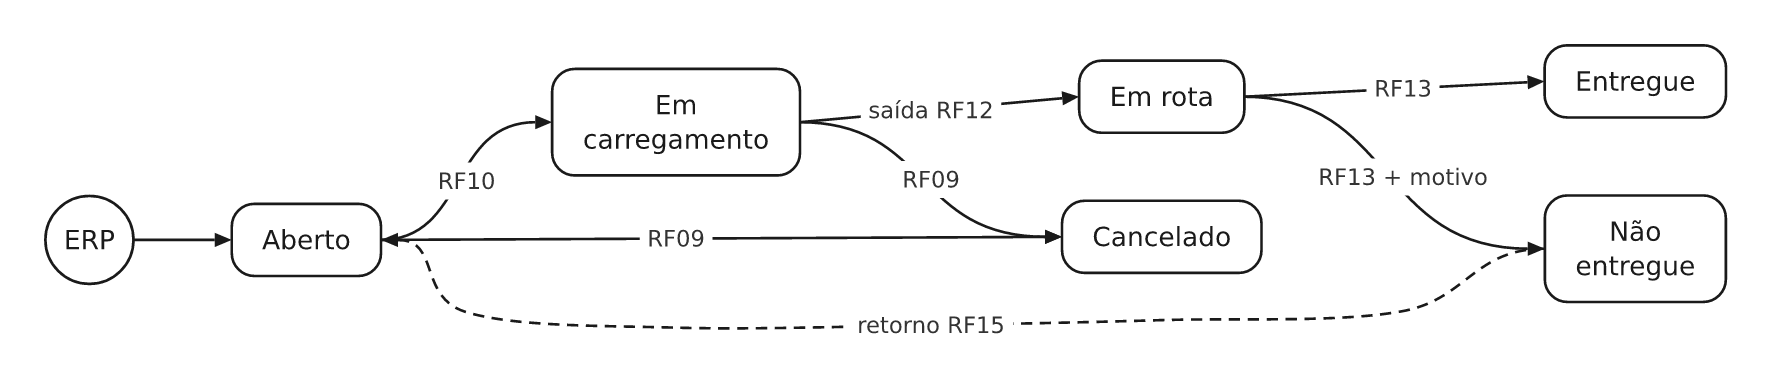 ERP
Aberto
RF10
Em
carregamento
saída RF12
Em rota
RF13
Entregue
RF09
RF09
Cancelado
RF13 + motivo
Não
entregue
retorno RF15